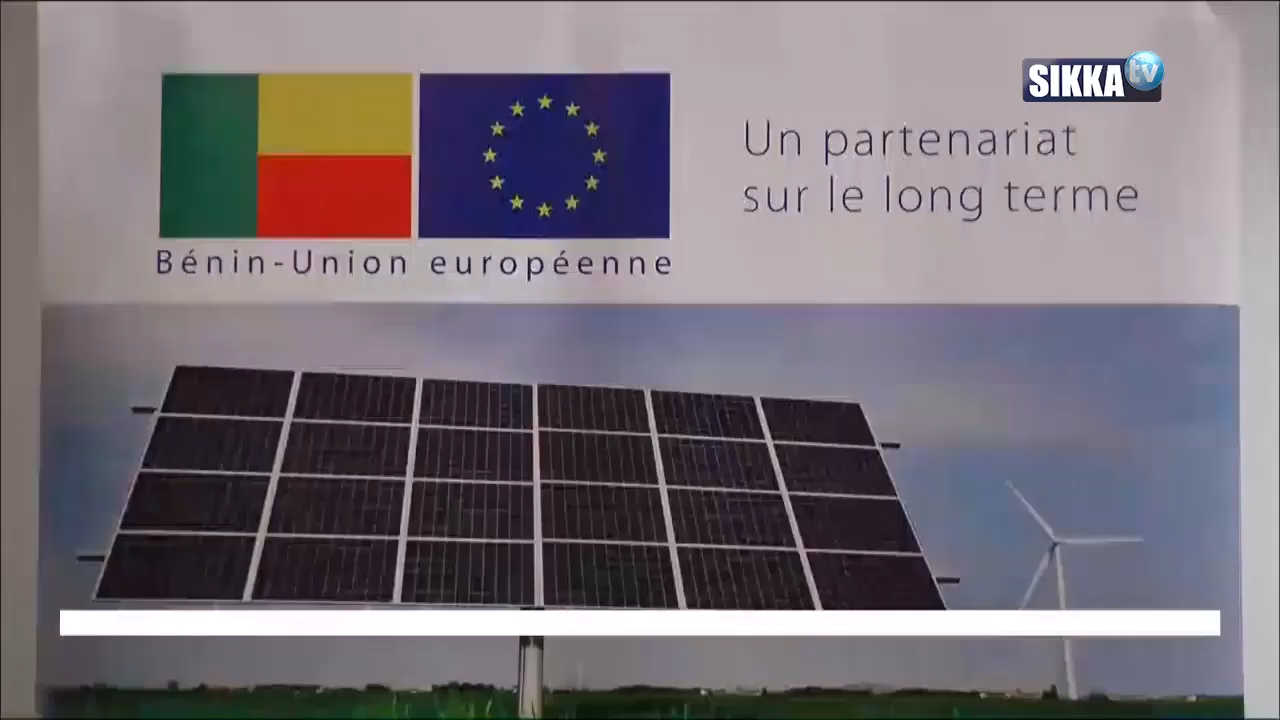 SIKKA tv
Un partenariat
sur le long terme
Bénin-Union européenne